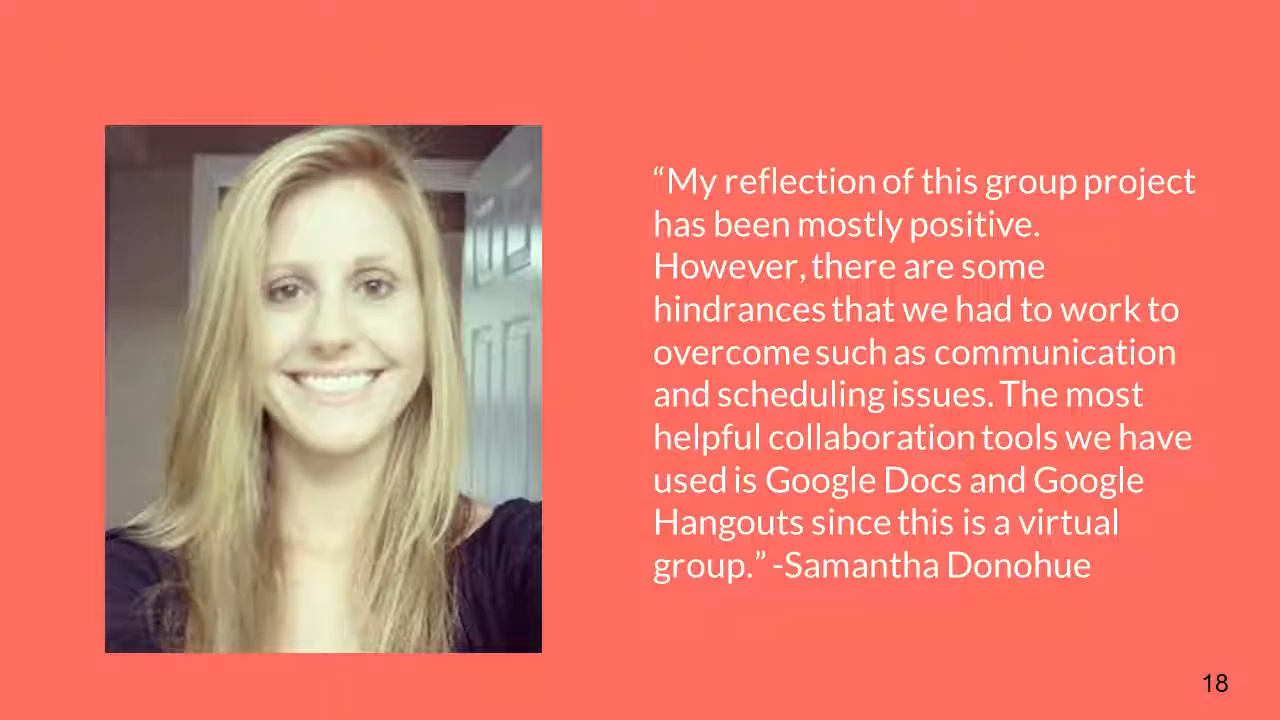 “My reflection of this group project
has been mostly positive.
However, there are some
hindrances that we had to work to
overcome such as communication
and scheduling issues. The most
helpful collaboration tools we have
used is Google Docs and Google
Hangouts since this is a virtual
group.” -Samantha Donohue
18